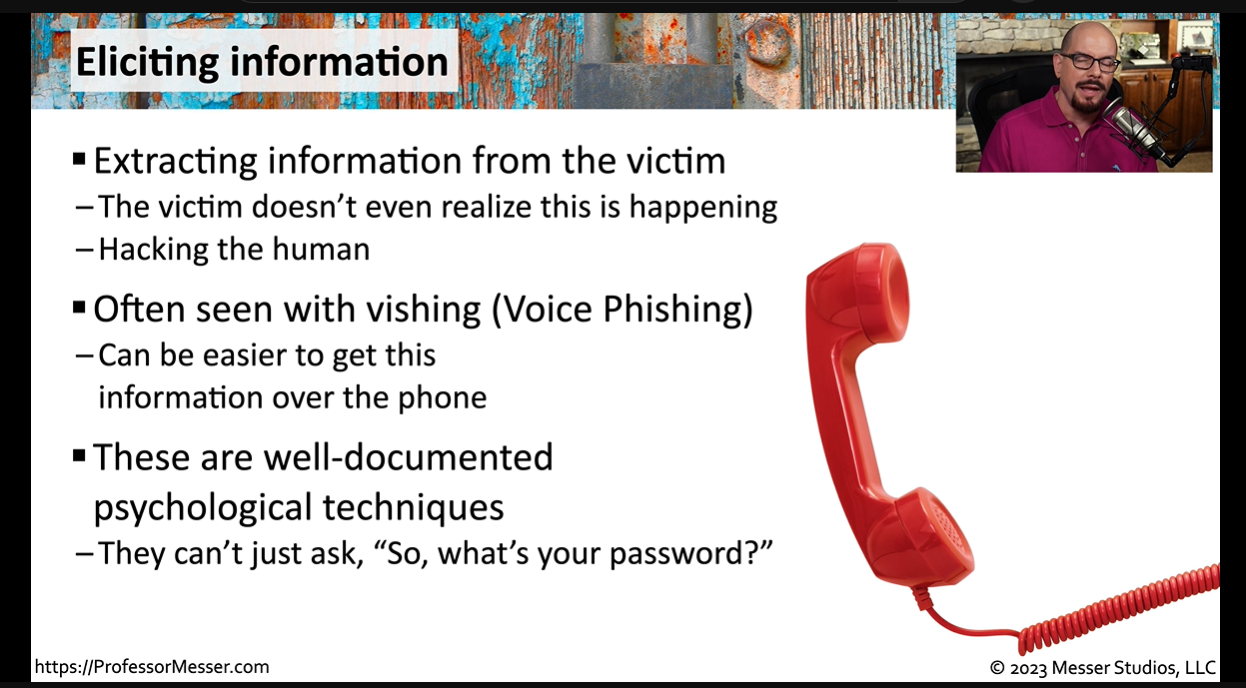 Eliciting information
▪ Extracting information from the victim
– The victim doesn’t even realize this is happening
– Hacking the human
▪ Often seen with vishing (Voice Phishing)
– Can be easier to get this
information over the phone
▪ These are well-documented
psychological techniques
– They can’t just ask, “So, what’s your password?”
https://ProfessorMesser.com
© 2023 Messer Studios, LLC